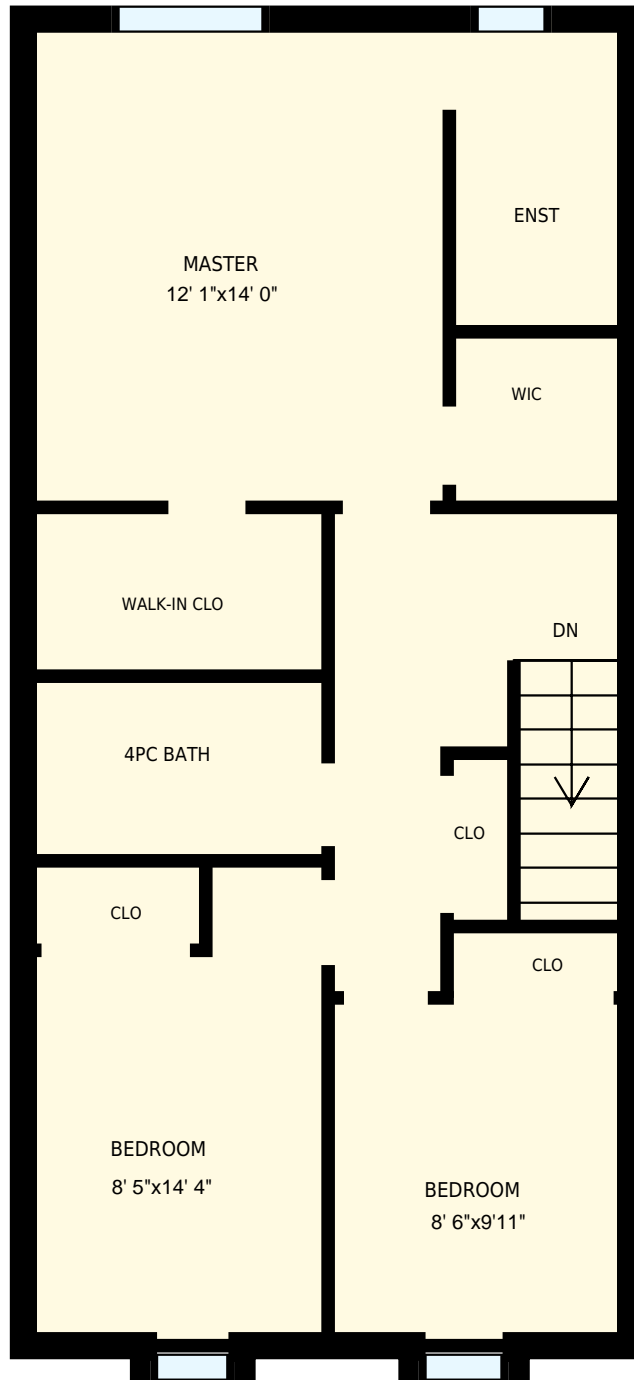 ENST
MASTER
12' 1"x14' 0"
WIC
WALK-IN CLO
DN
4PC BATH
CLO
CLO
CLO
BEDROOM
8' 5"x14' 4"
BEDROOM
8' 6"x9'11"